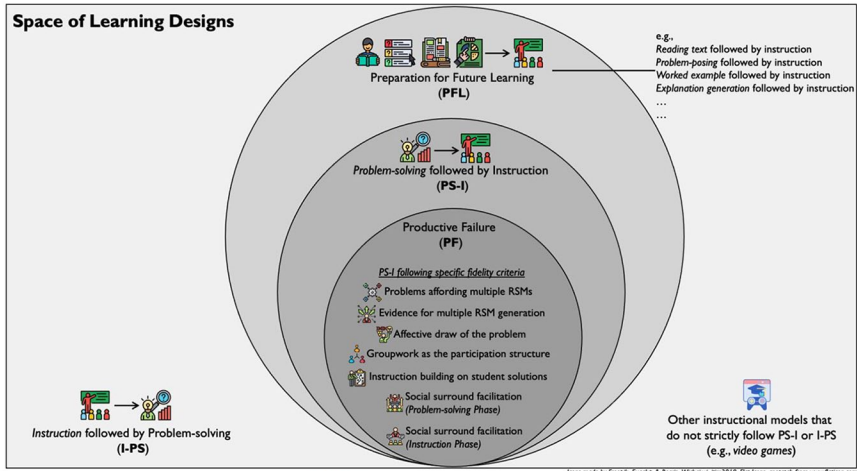 Space of Learning Designs
Preparation for Future Learning
(PFL)
e.g.,
Reading text followed by instruction
Problem-posing followed by instruction
Worked example followed by instruction
Explanation generation followed by instruction
…
…
Problem-solving followed by Instruction
(PS-I)
Productive Failure
(PF)
PS-I following specific fidelity criteria
Problems affording multiple RSMs
Evidence for multiple RSM generation
Affective draw of the problem
Groupwork as the participation structure
Instruction building on student solutions
Social surround facilitation
(Problem-solving Phase)
Social surround facilitation
(Instruction Phase)
Instruction followed by Problem-solving
(I-PS)
Other instructional models that
do not strictly follow PS-I or I-PS
(e.g., video games)